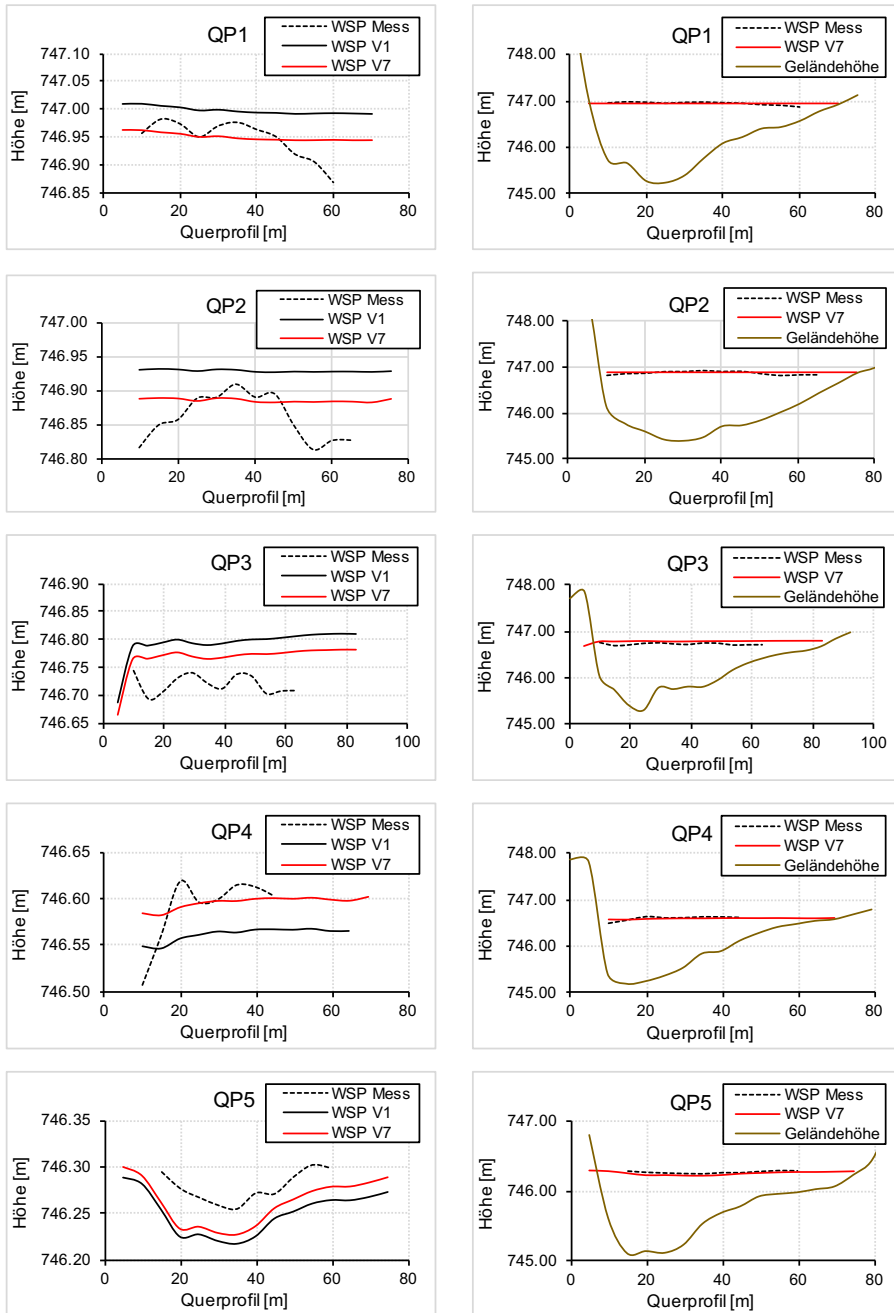 QP1
WSP Mess
WSP V1
WSP V7
Höhe [m]
747.10
747.05
747.00
746.95
746.90
746.85
0 20 40 60 80
Querprofil [m]
QP1
WSP Mess
WSP V7
Geländehöhe
Höhe [m]
748.00
747.00
746.00
745.00
0 20 40 60 80
Querprofil [m]
QP2
WSP Mess
WSP V1
WSP V7
Höhe [m]
747.00
746.95
746.90
746.85
746.80
0 20 40 60 80
Querprofil [m]
QP2
WSP Mess
WSP V7
Geländehöhe
Höhe [m]
748.00
747.00
746.00
745.00
0 20 40 60 80
Querprofil [m]
QP3
WSP Mess
WSP V1
WSP V7
Höhe [m]
746.90
746.85
746.80
746.75
746.70
746.65
0 20 40 60 80 100
Querprofil [m]
QP3
WSP Mess
WSP V7
Geländehöhe
Höhe [m]
748.00
747.00
746.00
745.00
0 20 40 60 80 100
Querprofil [m]
QP4
WSP Mess
WSP V1
WSP V7
Höhe [m]
746.65
746.60
746.55
746.50
0 20 40 60 80
Querprofil [m]
QP4
WSP Mess
WSP V7
Geländehöhe
Höhe [m]
748.00
747.00
746.00
745.00
0 20 40 60 80
Querprofil [m]
QP5
WSP Mess
WSP V1
WSP V7
Höhe [m]
746.35
746.30
746.25
746.20
0 20 40 60 80
Querprofil [m]
QP5
WSP Mess
WSP V7
Geländehöhe
Höhe [m]
747.00
746.00
745.00
0 20 40 60 80
Querprofil [m]